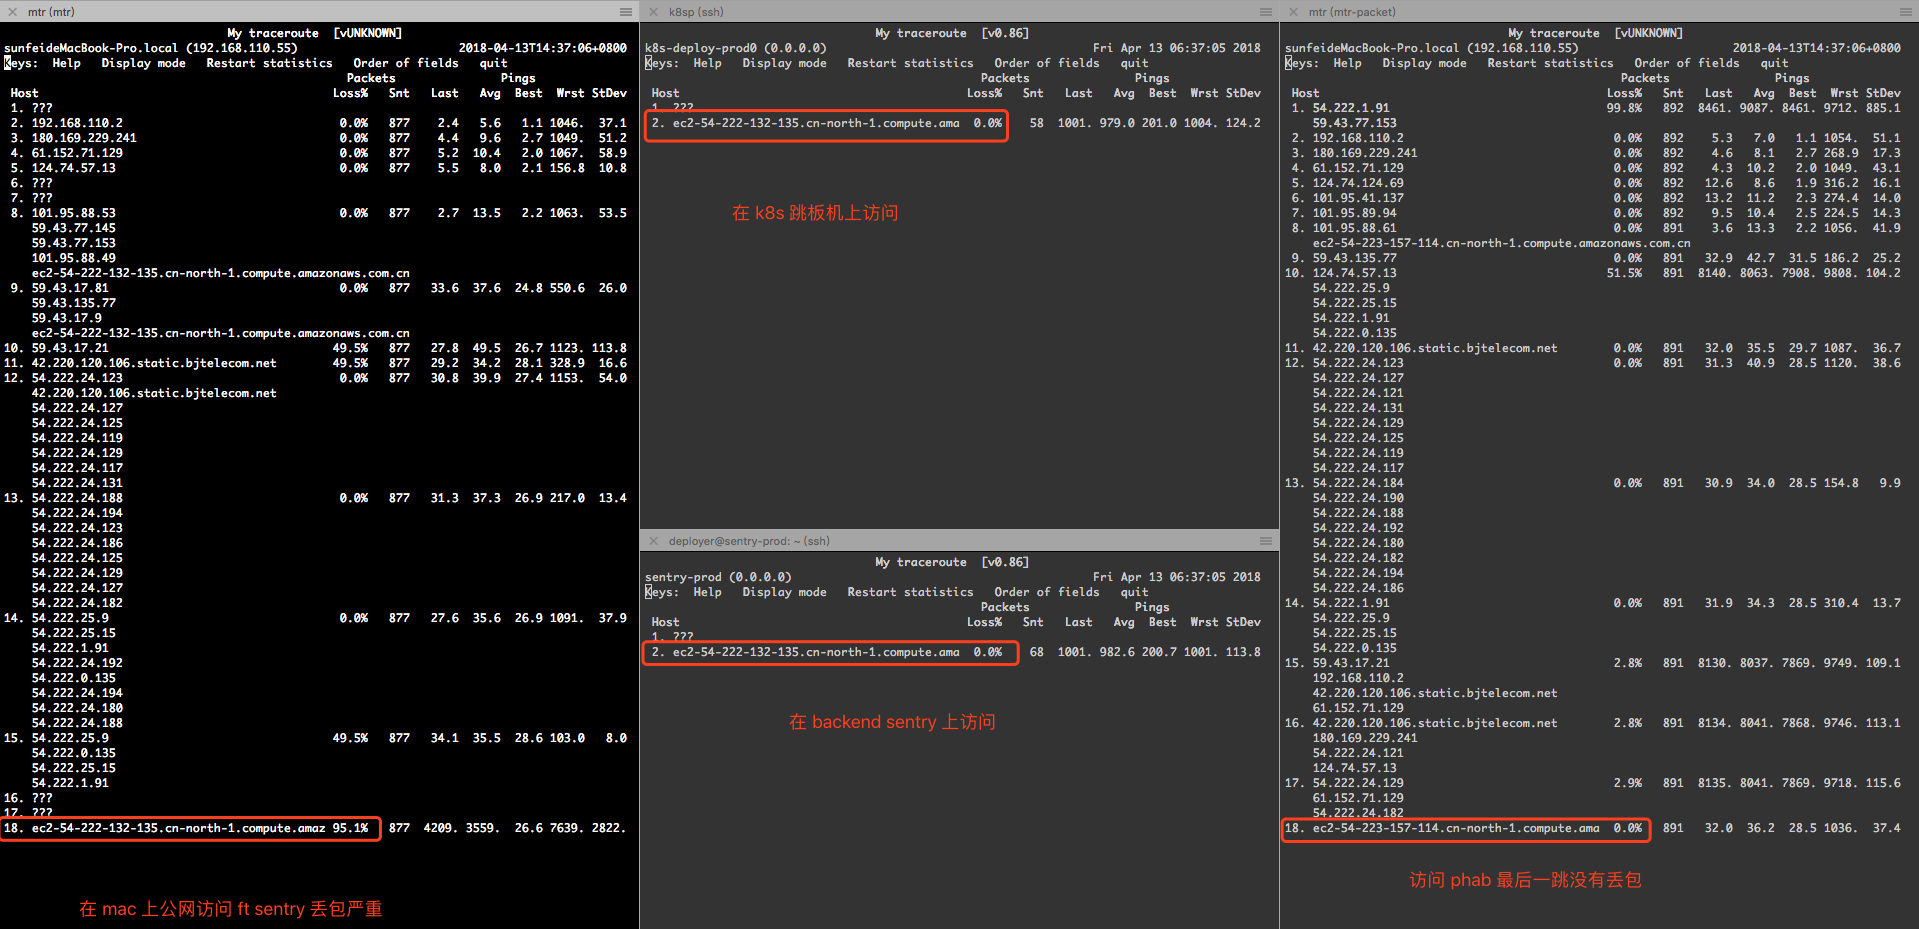 mtr (mtr)
My traceroute  [vUNKNOWN]
sunfeideMacBook-Pro.local (192.168.110.55)  2018-04-13T14:37:06+0800
Keys:  Help  Display mode  Restart statistics  Order of fields  quit
Packets  Pings
Host  Loss%  Snt  Last  Avg  Best  Wrst StDev
1. ???
2. 192.168.110.2  0.0%  877  2.4  5.6  1.1 1046.  37.1
3. 180.169.229.241  0.0%  877  4.4  9.6  2.7 1049.  51.2
4. 61.152.71.129  0.0%  877  5.2  10.4  2.0 1067.  58.9
5. 124.74.57.13  0.0%  877  5.5  8.0  2.1 156.8  10.8
6. ???
7. ???
8. 101.95.88.53  0.0%  877  2.7  13.5  2.2 1063.  53.5
59.43.77.145
59.43.77.153
101.95.88.49
ec2-54-222-132-135.cn-north-1.compute.amazonaws.com.cn
9. 59.43.17.81  0.0%  877  33.6  37.6  24.8 550.6  26.0
59.43.135.77
59.43.17.9
ec2-54-222-132-135.cn-north-1.compute.amazonaws.com.cn
10. 59.43.17.21  49.5%  877  27.8  49.5  26.7 1123. 113.8
11. 42.220.120.106.static.bjtelecom.net  49.5%  877  29.2  34.2  28.1 328.9  16.6
12. 54.222.24.123  0.0%  877  30.8  39.9  27.4 1153.  54.0
42.220.120.106.static.bjtelecom.net
54.222.24.127
54.222.24.125
54.222.24.119
54.222.24.129
54.222.24.117
54.222.24.131
13. 54.222.24.188  0.0%  877  31.3  37.3  26.9 217.0  13.4
54.222.24.194
54.222.24.123
54.222.24.186
54.222.24.125
54.222.24.129
54.222.24.127
54.222.24.182
14. 54.222.25.9  0.0%  877  27.6  35.6  26.9 1091.  37.9
54.222.25.15
54.222.1.91
54.222.24.192
54.222.0.135
54.222.24.194
54.222.24.180
54.222.24.188
15. 54.222.25.9  49.5%  877  34.1  35.5  28.6 103.0  8.0
54.222.0.135
54.222.25.15
54.222.1.91
16. ???
17. ???
18. ec2-54-222-132-135.cn-north-1.compute.amaz 95.1%  877  4209. 3559.  26.6 7639. 2822.
在 mac 上公网访问 ft sentry 丢包严重
k8sp (ssh)
My traceroute  [v0.86]
k8s-deploy-prod0 (0.0.0.0)  Fri Apr 13 06:37:05 2018
Keys:  Help  Display mode  Restart statistics  Order of fields  quit
Packets  Pings
Host  Loss%  Snt  Last  Avg  Best  Wrst StDev
1. ???
2. ec2-54-222-132-135.cn-north-1.compute.ama  0.0%  58  1001. 979.0 201.0 1004. 124.2
在 k8s 跳板机上访问
deployer@sentry-prod: ~ (ssh)
My traceroute  [v0.86]
sentry-prod (0.0.0.0)  Fri Apr 13 06:37:05 2018
Keys:  Help  Display mode  Restart statistics  Order of fields  quit
Packets  Pings
Host  Loss%  Snt  Last  Avg  Best  Wrst StDev
1. ???
2. ec2-54-222-132-135.cn-north-1.compute.ama  0.0%  68  1001. 982.6 200.7 1001. 113.8
在 backend sentry 上访问
mtr (mtr-packet)
My traceroute  [vUNKNOWN]
sunfeideMacBook-Pro.local (192.168.110.55)  2018-04-13T14:37:06+0800
Keys:  Help  Display mode  Restart statistics  Order of fields  quit
Packets  Pings
Host  Loss%  Snt  Last  Avg  Best  Wrst StDev
1. 54.222.1.91  99.8%  892  8461. 9087. 8461. 9712. 885.1
59.43.77.153
2. 192.168.110.2  0.0%  892  5.3  7.0  1.1 1054.  51.1
3. 180.169.229.241  0.0%  892  4.6  8.1  2.7 268.9  17.3
4. 61.152.71.129  0.0%  892  4.3  10.2  2.0 1049.  43.1
5. 124.74.124.69  0.0%  892  12.6  8.6  1.9 316.2  16.1
6. 101.95.41.137  0.0%  892  13.2  11.2  2.3 274.4  14.0
7. 101.95.89.94  0.0%  892  9.5  10.4  2.5 224.5  14.3
8. 101.95.88.61  0.0%  891  3.6  13.3  2.2 1056.  41.9
ec2-54-223-157-114.cn-north-1.compute.amazonaws.com.cn
9. 59.43.135.77  0.0%  891  32.9  42.7  31.5 186.2  25.2
10. 124.74.57.13  51.5%  891  8140. 8063. 7908. 9808. 104.2
54.222.25.9
54.222.25.15
54.222.1.91
54.222.0.135
11. 42.220.120.106.static.bjtelecom.net  0.0%  891  32.0  35.5  29.7 1087.  36.7
12. 54.222.24.123  0.0%  891  31.3  40.9  28.5 1120.  38.6
54.222.24.127
54.222.24.121
54.222.24.131
54.222.24.129
54.222.24.125
54.222.24.119
54.222.24.117
13. 54.222.24.184  0.0%  891  30.9  34.0  28.5 154.8  9.9
54.222.24.190
54.222.24.188
54.222.24.192
54.222.24.180
54.222.24.182
54.222.24.194
54.222.24.186
14. 54.222.1.91  0.0%  891  31.9  34.3  28.5 310.4  13.7
54.222.25.9
54.222.25.15
54.222.0.135
15. 59.43.17.21  2.8%  891  8130. 8037. 7869. 9749. 109.1
192.168.110.2
42.220.120.106.static.bjtelecom.net
61.152.71.129
16. 42.220.120.106.static.bjtelecom.net  2.8%  891  8134. 8041. 7868. 9746. 113.1
180.169.229.241
54.222.24.121
124.74.57.13
17. 54.222.24.129  2.9%  891  8135. 8041. 7869. 9718. 115.6
61.152.71.129
54.222.24.182
18. ec2-54-223-157-114.cn-north-1.compute.ama  0.0%  891  32.0  36.2  28.5 1036.  37.4
访问 phab 最后一跳没有丢包